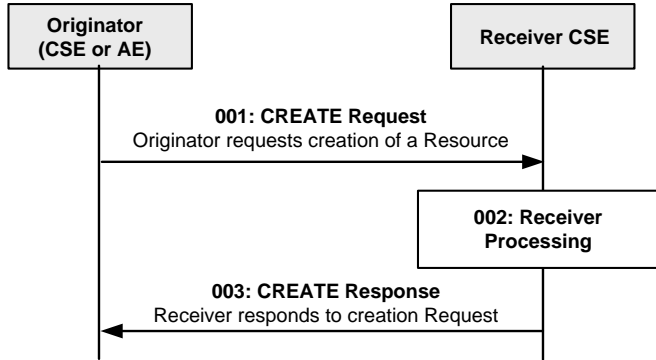 Originator
(CSE or AE)
Receiver CSE
001: CREATE Request
Originator requests creation of a Resource
002: Receiver
Processing
003: CREATE Response
Receiver responds to creation Request